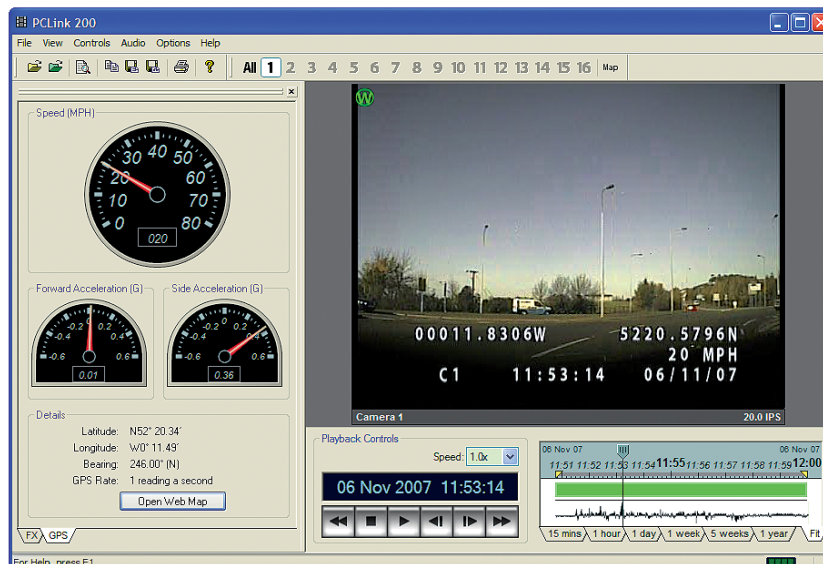 PCLink 200
File View Controls Audio Options Help
All 1 2 3 4 5 6 7 8 9 10 11 12 13 14 15 16 Map
Speed (MPH)
0 10 20 30 40 50 60 70 80
020
Forward Acceleration (G)
-0.6 -0.4 -0.2 0 0.2 0.4 0.6
0.01
Side Acceleration (G)
-0.6 -0.4 -0.2 0 0.2 0.4 0.6
0.36
Details
Latitude: N52° 20.34'
Longitude: W0° 11.49'
Bearing: 246.00° (N)
GPS Rate: 1 reading a second
Open Web Map
FX GPS
W
00011.8306W 5220.5796N
20 MPH
C1 11:53:14 06/11/07
Camera 1 20.0 IPS
Playback Controls
Speed: 1.0x
06 Nov 2007 11:53:14
06 Nov 07 06 Nov 07
11:51 11:52 11:53 11:54 11:55 11:56 11:57 11:58 11:59 12:00
15 mins 1 hour 1 day 1 week 5 weeks 1 year Fit
For Help, press F1